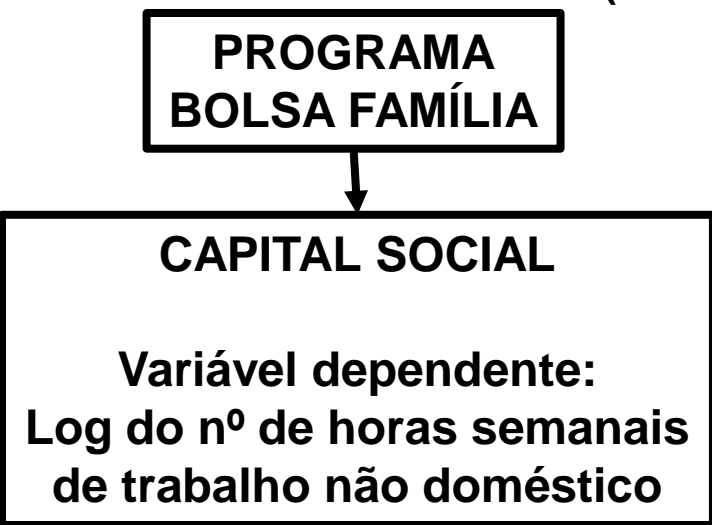 (
PROGRAMA
BOLSA FAMÍLIA
CAPITAL SOCIAL
Variável dependente:
Log do nº de horas semanais
de trabalho não doméstico